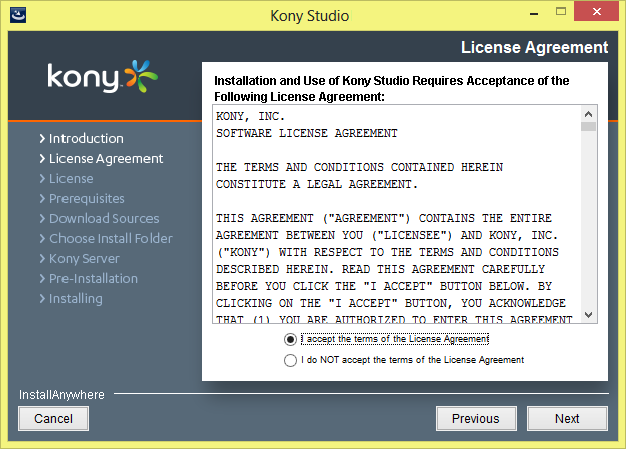 Kony Studio
License Agreement
kony
Installation and Use of Kony Studio Requires Acceptance of the
Following License Agreement:
KONY, INC.
SOFTWARE LICENSE AGREEMENT
THE TERMS AND CONDITIONS CONTAINED HEREIN
CONSTITUTE A LEGAL AGREEMENT.
THIS AGREEMENT ("AGREEMENT") CONTAINS THE ENTIRE
AGREEMENT BETWEEN YOU ("LICENSEE") AND KONY, INC.
("KONY") WITH RESPECT TO THE TERMS AND CONDITIONS
DESCRIBED HEREIN. READ THIS AGREEMENT CAREFULLY
BEFORE YOU CLICK THE "I ACCEPT" BUTTON BELOW. BY
CLICKING ON THE "I ACCEPT" BUTTON, YOU ACKNOWLEDGE
THAT (1) YOU ARE AUTHORIZED TO ENTER THIS AGREEMENT
I accept the terms of the License Agreement
I do NOT accept the terms of the License Agreement
Introduction
License Agreement
License
Prerequisites
Download Sources
Choose Install Folder
Kony Server
Pre-Installation
Installing
InstallAnywhere
Cancel
Previous
Next